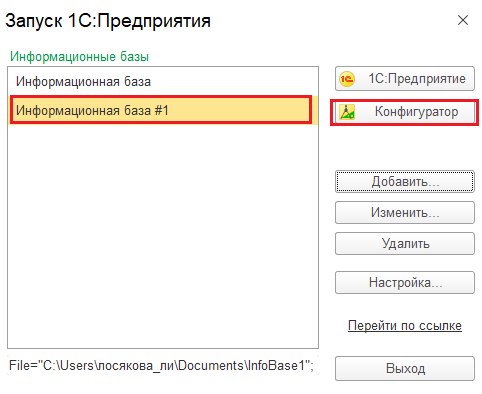 Запуск 1С:Предприятия
Информационные базы
Информационная база
Информационная база #1
1С:Предприятие
Конфигуратор
Добавить...
Изменить...
Удалить
Настройка...
Перейти по ссылке
File="C:\Users\посякова_ли\Documents\InfoBase1";
Выход